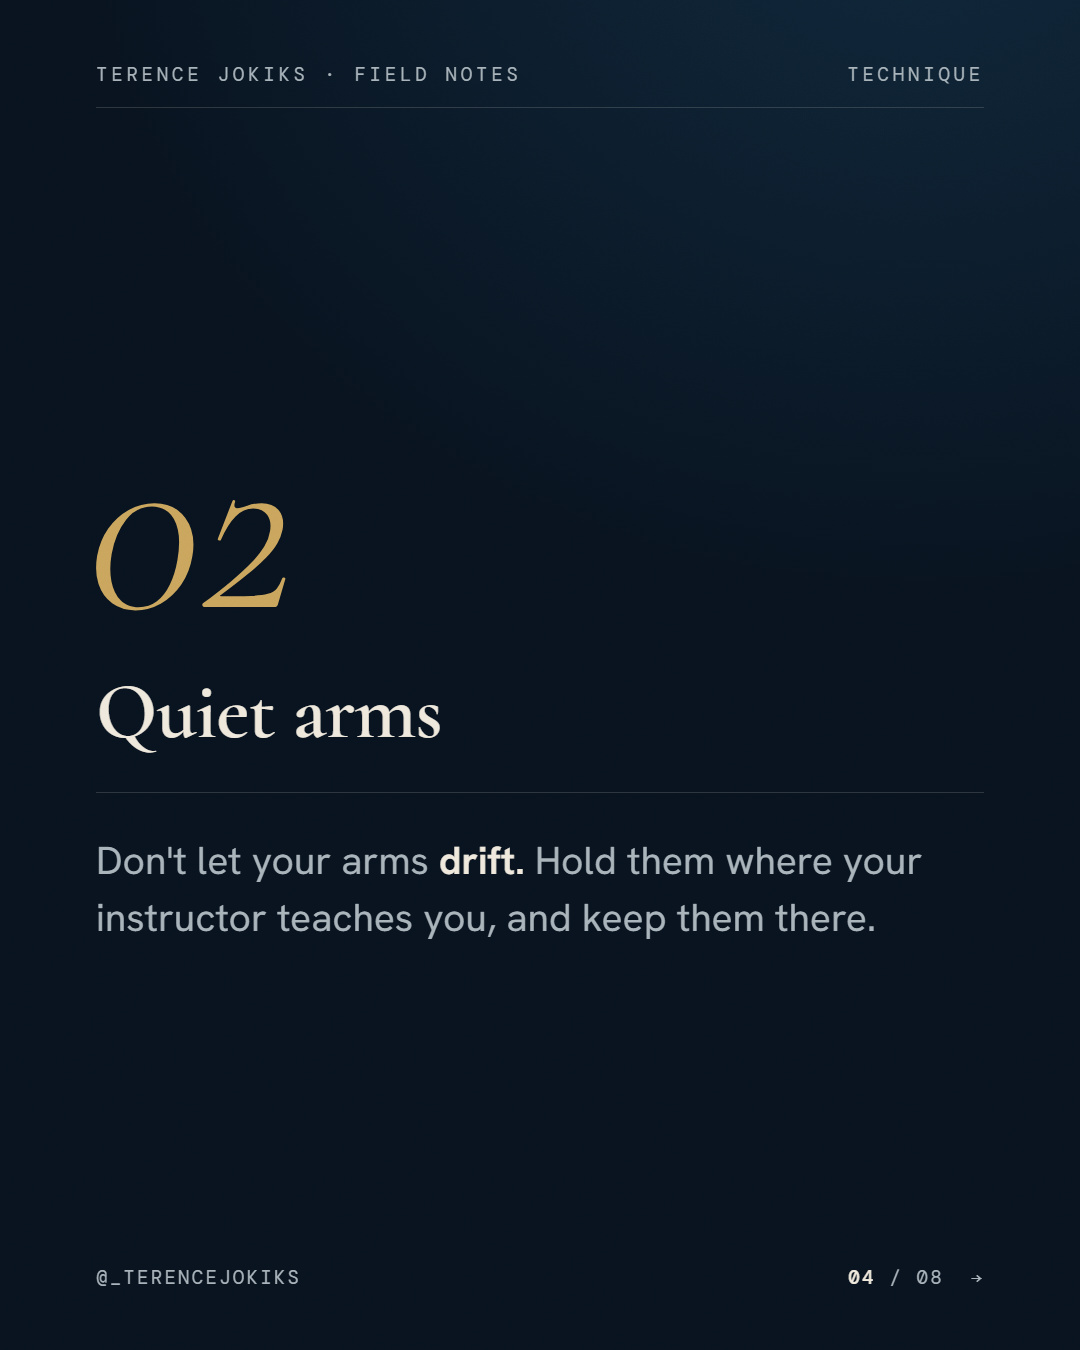 TERENCE JOKIKS · FIELD NOTES
TECHNIQUE
02
Quiet arms
Don't let your arms drift. Hold them where your
instructor teaches you, and keep them there.
@_TERENCEJOKIKS
04 / 08 →